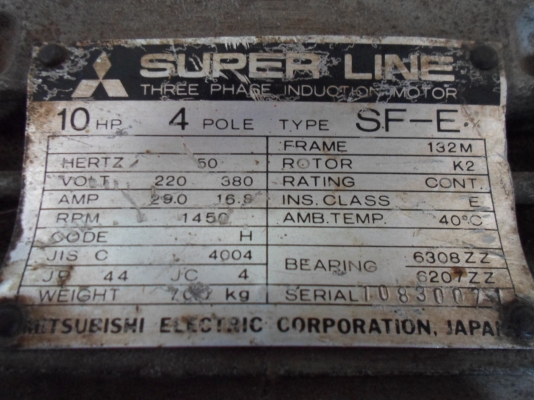 SUPER LINE
THREE PHASE INDUCTION MOTOR
10 HP 4 POLE TYPE SF-E
FRAME 132M
HERTZ 50 ROTOR K2
VOLT 220 380 RATING CONT.
AMP 29.0 16.8 INS. CLASS E
RPM 1450 AMB. TEMP. 40°C
CODE H
JIS C 4004 BEARING 6308ZZ
6207ZZ
JP 44 JC 4
WEIGHT kg SERIAL
MITSUBISHI ELECTRIC CORPORATION, JAPAN